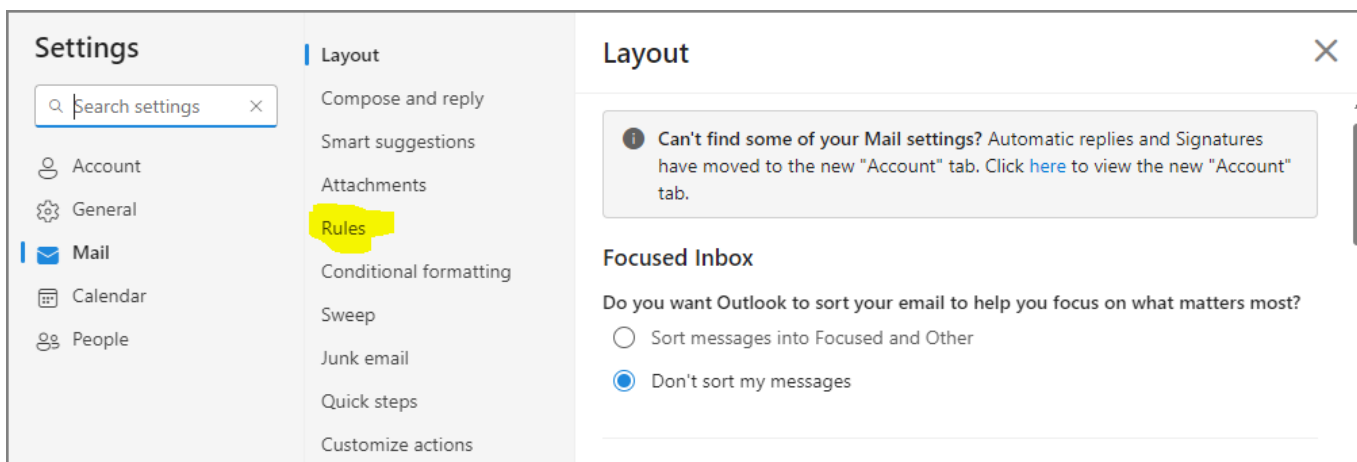 Settings
Search settings
Account
General
Mail
Calendar
People
Layout
Compose and reply
Smart suggestions
Attachments
Rules
Conditional formatting
Sweep
Junk email
Quick steps
Customize actions
Layout
Can't find some of your Mail settings? Automatic replies and Signatures
have moved to the new "Account" tab. Click here to view the new "Account"
tab.
Focused Inbox
Do you want Outlook to sort your email to help you focus on what matters most?
Sort messages into Focused and Other
Don't sort my messages